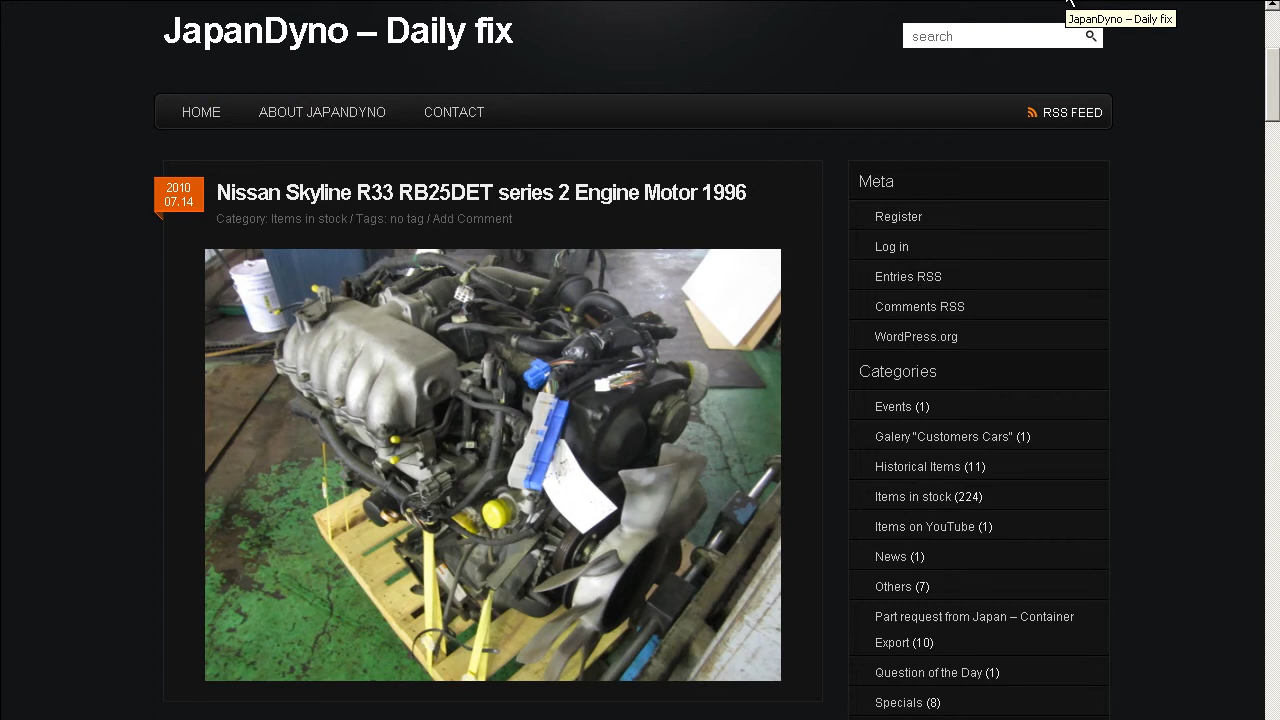 JapanDyno – Daily fix
JapanDyno – Daily fix
search
HOME
ABOUT JAPANDYNO
CONTACT
RSS FEED
2010
07.14
Nissan Skyline R33 RB25DET series 2 Engine Motor 1996
Category: Items in stock / Tags: no tag / Add Comment
Meta
Register
Log in
Entries RSS
Comments RSS
WordPress.org
Categories
Events (1)
Galery "Customers Cars" (1)
Historical Items (11)
Items in stock (224)
Items on YouTube (1)
News (1)
Others (7)
Part request from Japan – Container
Export (10)
Question of the Day (1)
Specials (8)